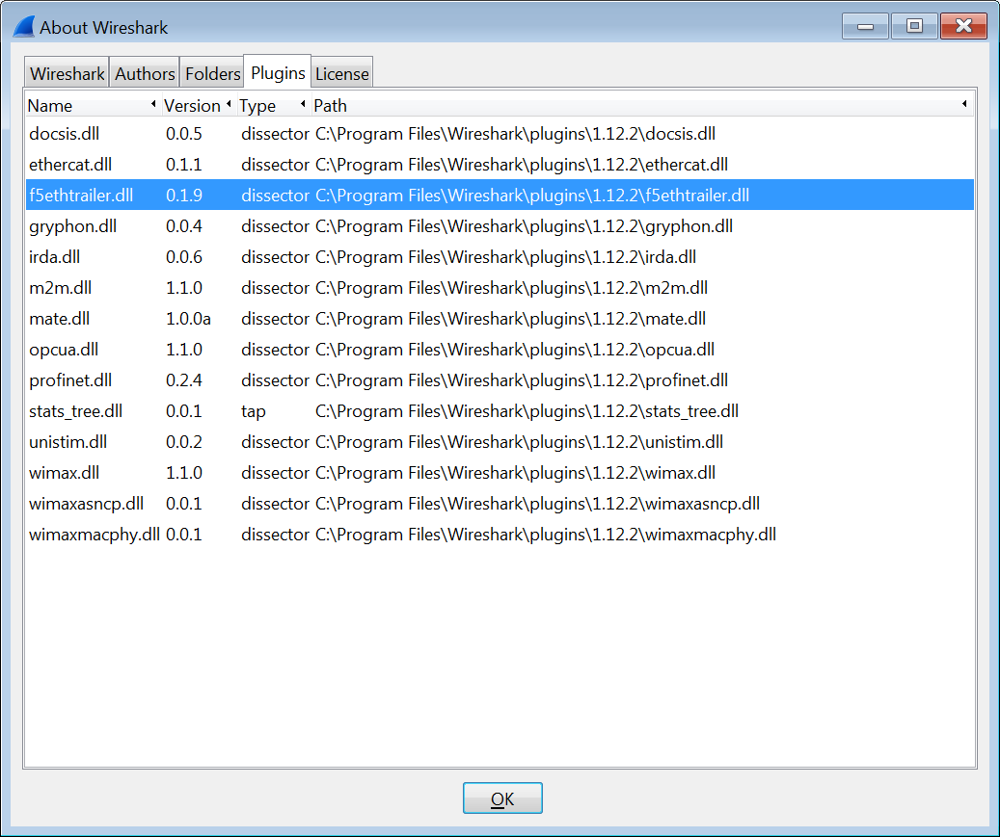 About Wireshark
Wireshark Authors Folders Plugins License
Name Version Type Path
docsis.dll 0.0.5 dissector C:\Program Files\Wireshark\plugins\1.12.2\docsis.dll
ethercat.dll 0.1.1 dissector C:\Program Files\Wireshark\plugins\1.12.2\ethercat.dll
f5ethtrailer.dll 0.1.9 dissector C:\Program Files\Wireshark\plugins\1.12.2\f5ethtrailer.dll
gryphon.dll 0.0.4 dissector C:\Program Files\Wireshark\plugins\1.12.2\gryphon.dll
irda.dll 0.0.6 dissector C:\Program Files\Wireshark\plugins\1.12.2\irda.dll
m2m.dll 1.1.0 dissector C:\Program Files\Wireshark\plugins\1.12.2\m2m.dll
mate.dll 1.0.0a dissector C:\Program Files\Wireshark\plugins\1.12.2\mate.dll
opcua.dll 1.1.0 dissector C:\Program Files\Wireshark\plugins\1.12.2\opcua.dll
profinet.dll 0.2.4 dissector C:\Program Files\Wireshark\plugins\1.12.2\profinet.dll
stats_tree.dll 0.0.1 tap C:\Program Files\Wireshark\plugins\1.12.2\stats_tree.dll
unistim.dll 0.0.2 dissector C:\Program Files\Wireshark\plugins\1.12.2\unistim.dll
wimax.dll 1.1.0 dissector C:\Program Files\Wireshark\plugins\1.12.2\wimax.dll
wimaxasncp.dll 0.0.1 dissector C:\Program Files\Wireshark\plugins\1.12.2\wimaxasncp.dll
wimaxmacphy.dll 0.0.1 dissector C:\Program Files\Wireshark\plugins\1.12.2\wimaxmacphy.dll
OK